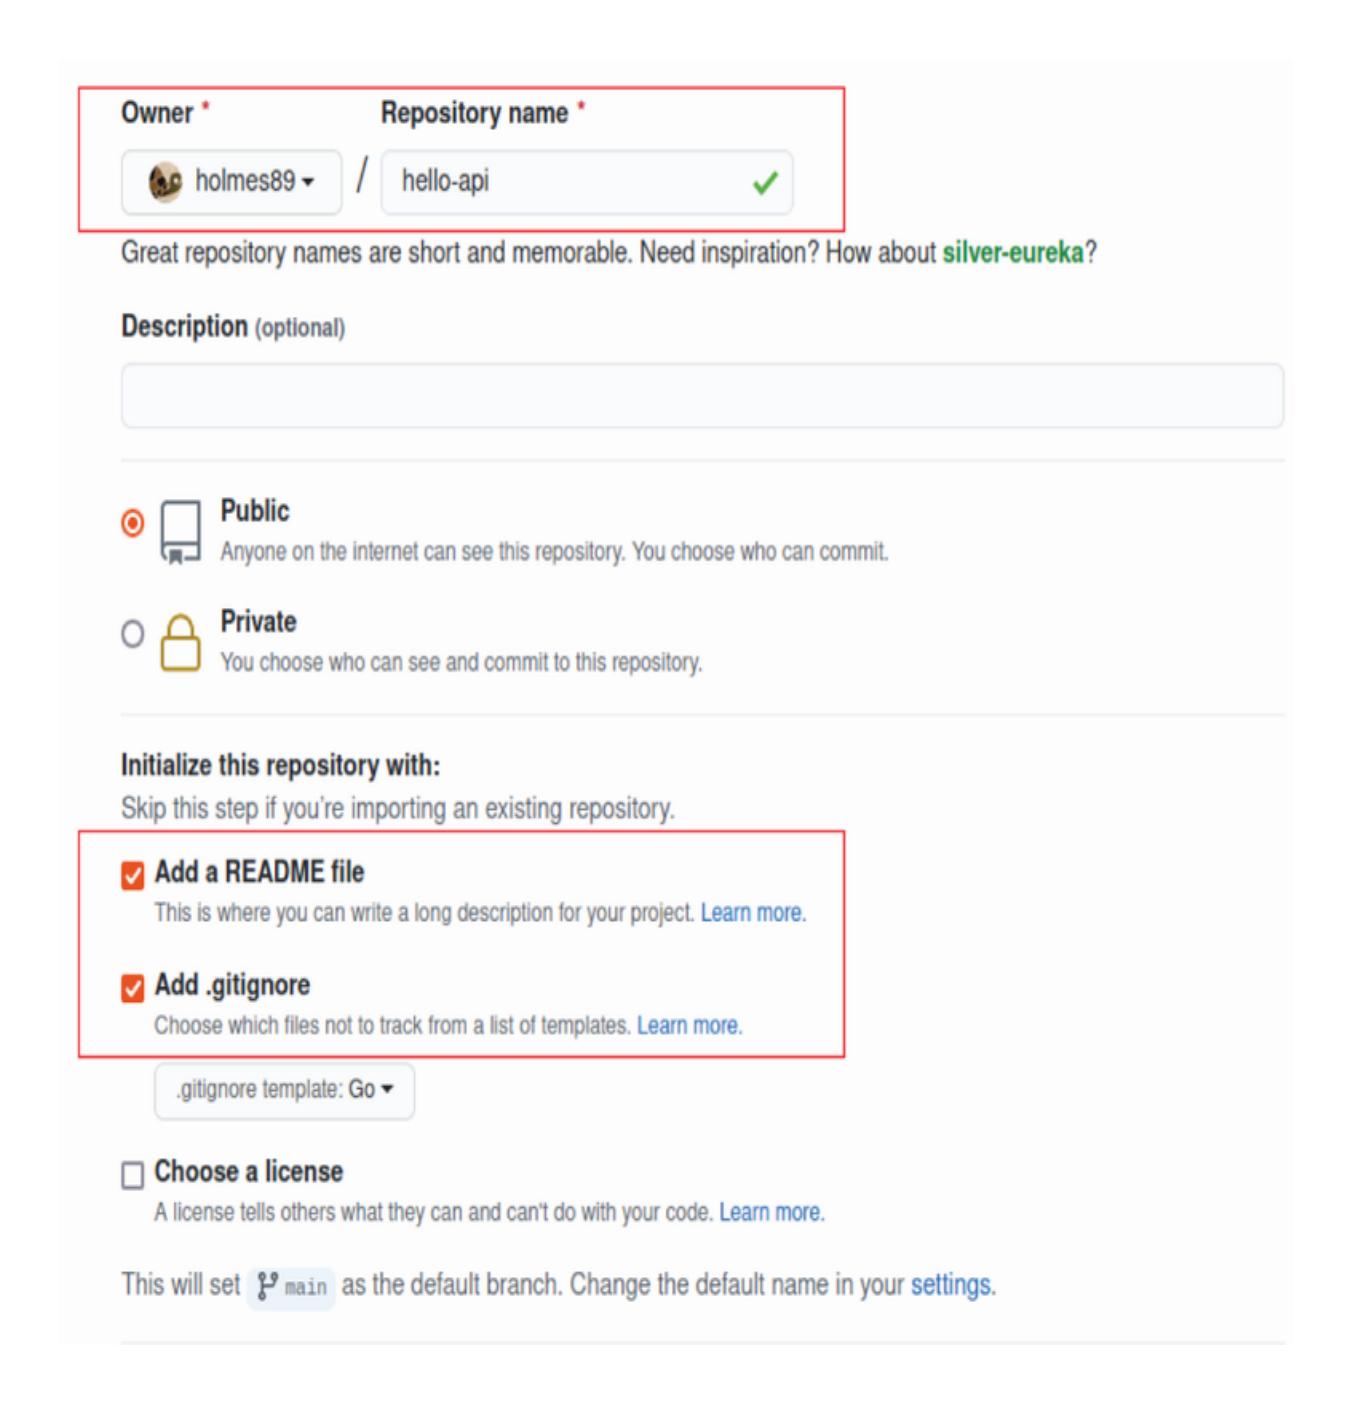 Owner * Repository name *
holmes89 / hello-api
Great repository names are short and memorable. Need inspiration? How about silver-eureka?
Description (optional)
Public
Anyone on the internet can see this repository. You choose who can commit.
Private
You choose who can see and commit to this repository.
Initialize this repository with:
Skip this step if you're importing an existing repository.
Add a README file
This is where you can write a long description for your project. Learn more.
Add .gitignore
Choose which files not to track from a list of templates. Learn more.
.gitignore template: Go
Choose a license
A license tells others what they can and can't do with your code. Learn more.
This will set main as the default branch. Change the default name in your settings.